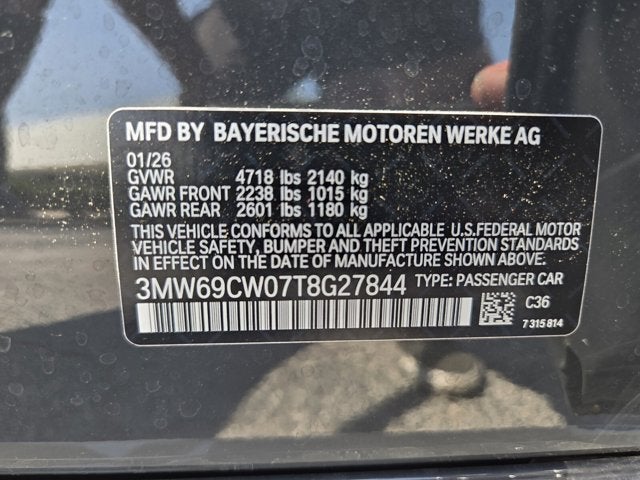 MFD BY BAYERISCHE MOTOREN WERKE AG
01/26
GVWR 4718 lbs 2140 kg
GAWR FRONT 2238 lbs 1015 kg
GAWR REAR 2601 lbs 1180 kg
THIS VEHICLE CONFORMS TO ALL APPLICABLE U.S.FEDERAL MOTOR
VEHICLE SAFETY, BUMPER AND THEFT PREVENTION STANDARDS
IN EFFECT ON THE DATE OF MANUFACTURE SHOWN ABOVE.
3MW69CW07T8G27844 TYPE: PASSENGER CAR
C36
7 315 814